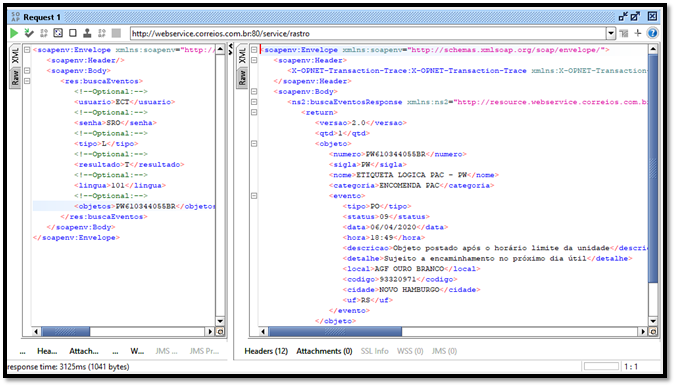 SO AP Request 1
http://webservice.correios.com.br:80/service/rastro
XML
Raw
<soapenv:Envelope xmlns:soapenv="http://
<soapenv:Header/>
<soapenv:Body>
<res:buscaEventos>
<!--Optional:-->
<usuario>ECT</usuario>
<!--Optional:-->
<senha>SRO</senha>
<!--Optional:-->
<tipo>L</tipo>
<!--Optional:-->
<resultado>T</resultado>
<!--Optional:-->
<lingua>101</lingua>
<!--Optional:-->
<objetos>PW610344055BR</objetos
</res:buscaEventos>
</soapenv:Body>
</soapenv:Envelope>
XML
Raw
<soapenv:Envelope xmlns:soapenv="http://schemas.xmlsoap.org/soap/envelope/">
<soapenv:Header>
<X-OPNET-Transaction-Trace:X-OPNET-Transaction-Trace xmlns:X-OPNET-Transaction-
</soapenv:Header>
<soapenv:Body>
<ns2:buscaEventosResponse xmlns:ns2="http://resource.webservice.correios.com.b
<return>
<versao>2.0</versao>
<qtd>1</qtd>
<objeto>
<numero>PW610344055BR</numero>
<sigla>PW</sigla>
<nome>ETIQUETA LOGICA PAC - PW</nome>
<categoria>ENCOMENDA PAC</categoria>
<evento>
<tipo>PO</tipo>
<status>09</status>
<data>06/04/2020</data>
<hora>18:49</hora>
<descricao>Objeto postado após o horário limite da unidade</descri
<detalhe>Sujeito a encaminhamento no próximo dia útil</detalhe>
<local>AGF OURO BRANCO</local>
<codigo>93320971</codigo>
<cidade>NOVO HAMBURGO</cidade>
<uf>RS</uf>
</evento>
</objeto>
... Hea... Attach... ... W... JMS ... JMS Pr...
Headers (12) Attachments (0) SSL Info WSS (0) JMS (0)
response time: 3125ms (1041 bytes)
1 : 1